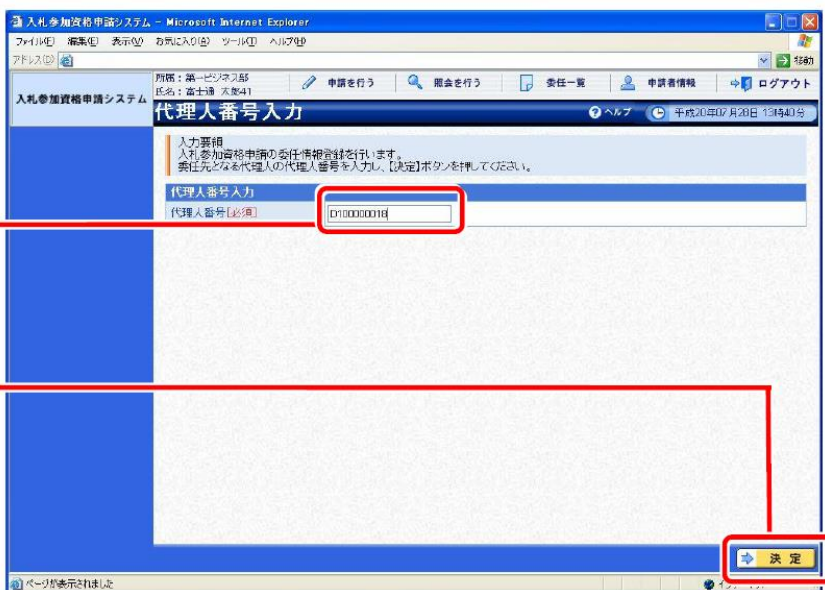 入札参加資格申請システム - Microsoft Internet Explorer
ファイル(F) 編集(E) 表示(V) お気に入り(A) ツール(T) ヘルプ(H)
アドレス(D) 移動
入札参加資格申請システム
所属：第一ビジネス部
氏名：富士通 太郎41
申請を行う 照会を行う 委任一覧 申請者情報 ログアウト
代理人番号入力
ヘルプ 平成20年07月28日 13時40分
入力要領
入札参加資格申請の委任情報登録を行います。
委任先となる代理人の代理人番号を入力し、【決定】ボタンを押してください。
代理人番号入力
代理人番号[必須] D100000018
決定
ページが表示されました